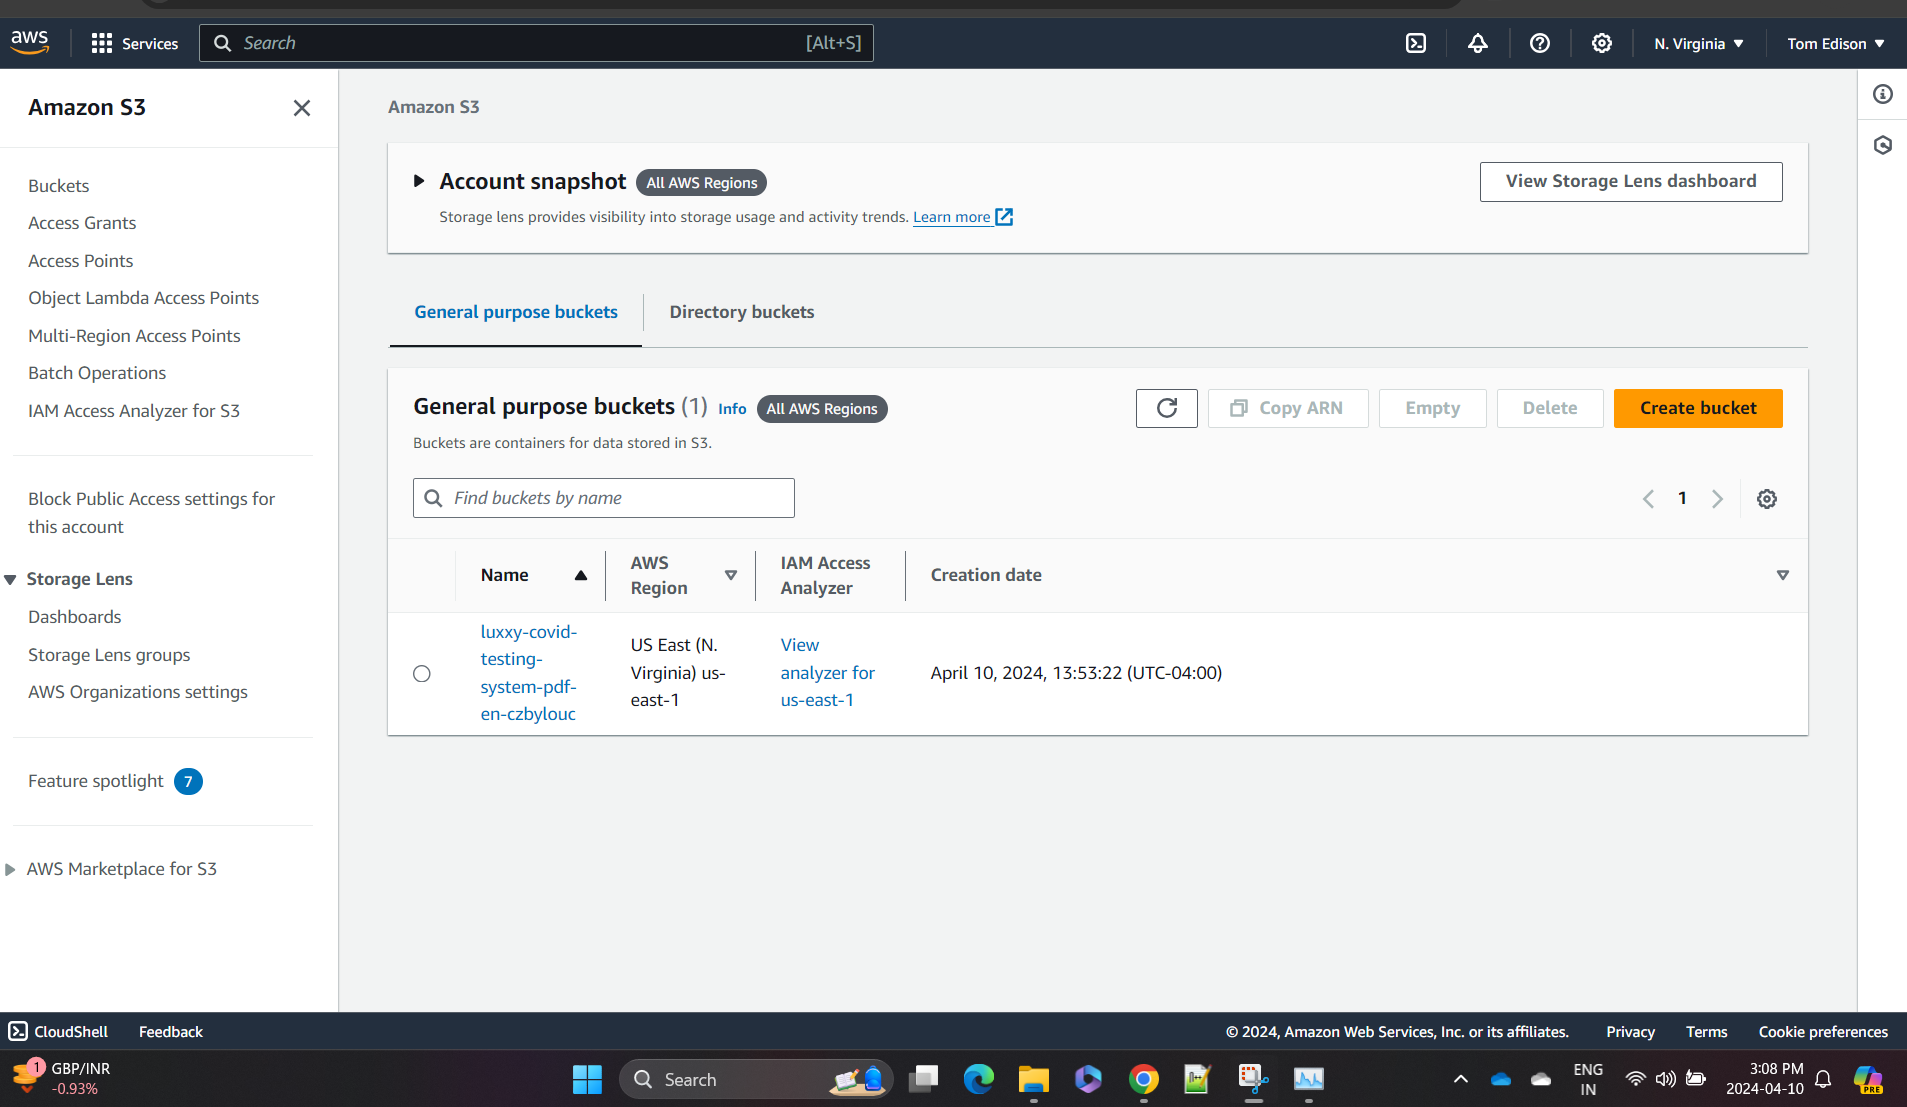 aws
Services
Search
[Alt+S]
N. Virginia
Tom Edison
Amazon S3
Buckets
Access Grants
Access Points
Object Lambda Access Points
Multi-Region Access Points
Batch Operations
IAM Access Analyzer for S3
Block Public Access settings for
this account
Storage Lens
Dashboards
Storage Lens groups
AWS Organizations settings
Feature spotlight 7
AWS Marketplace for S3
Amazon S3
Account snapshot All AWS Regions
Storage lens provides visibility into storage usage and activity trends. Learn more
View Storage Lens dashboard
General purpose buckets
Directory buckets
General purpose buckets (1) Info All AWS Regions
Buckets are containers for data stored in S3.
Copy ARN
Empty
Delete
Create bucket
Find buckets by name
1
Name
AWS
Region
IAM Access
Analyzer
Creation date
luxxy-covid-
testing-
system-pdf-
en-czbylouc
US East (N.
Virginia) us-
east-1
View
analyzer for
us-east-1
April 10, 2024, 13:53:22 (UTC-04:00)
CloudShell
Feedback
© 2024, Amazon Web Services, Inc. or its affiliates.
Privacy
Terms
Cookie preferences
1
GBP/INR
-0.93%
Search
ENG
IN
3:08 PM
2024-04-10
PRE